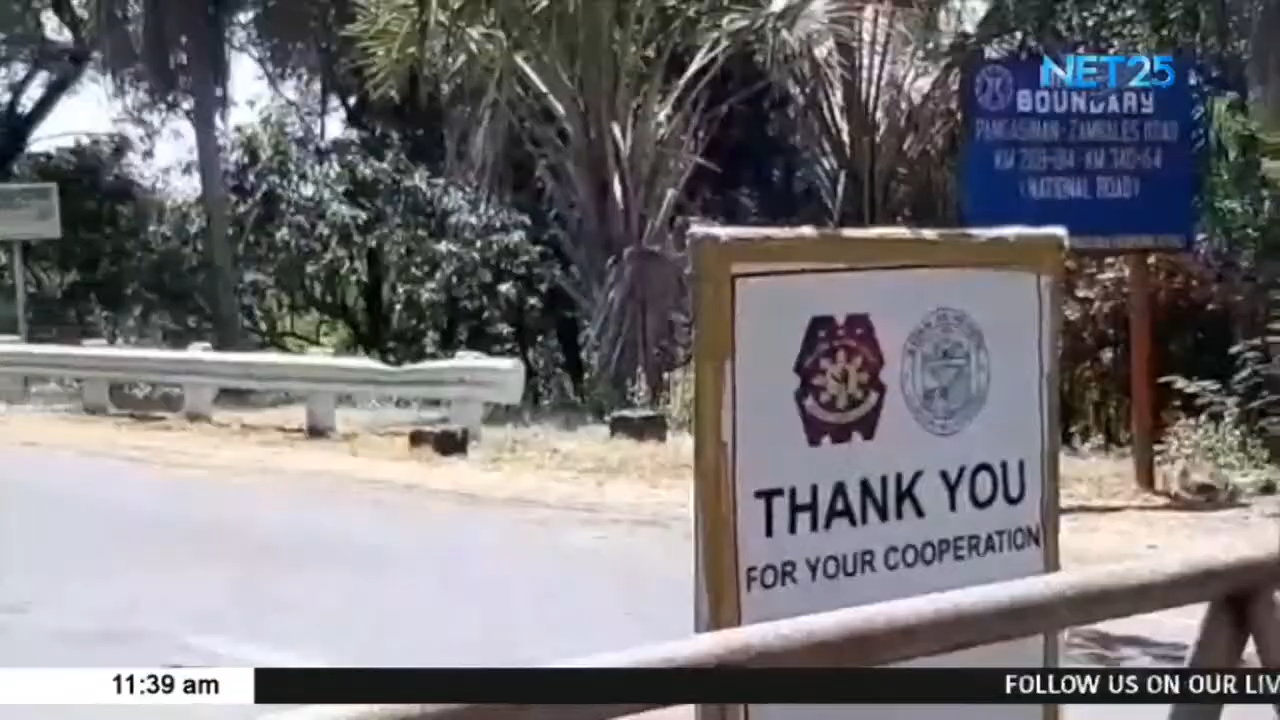 NET25
BOUNDARY
PANGASINAN-ZAMBALES ROAD
(NATIONAL ROAD)
THANK YOU
FOR YOUR COOPERATION
11:39 am
FOLLOW US ON OUR LIV